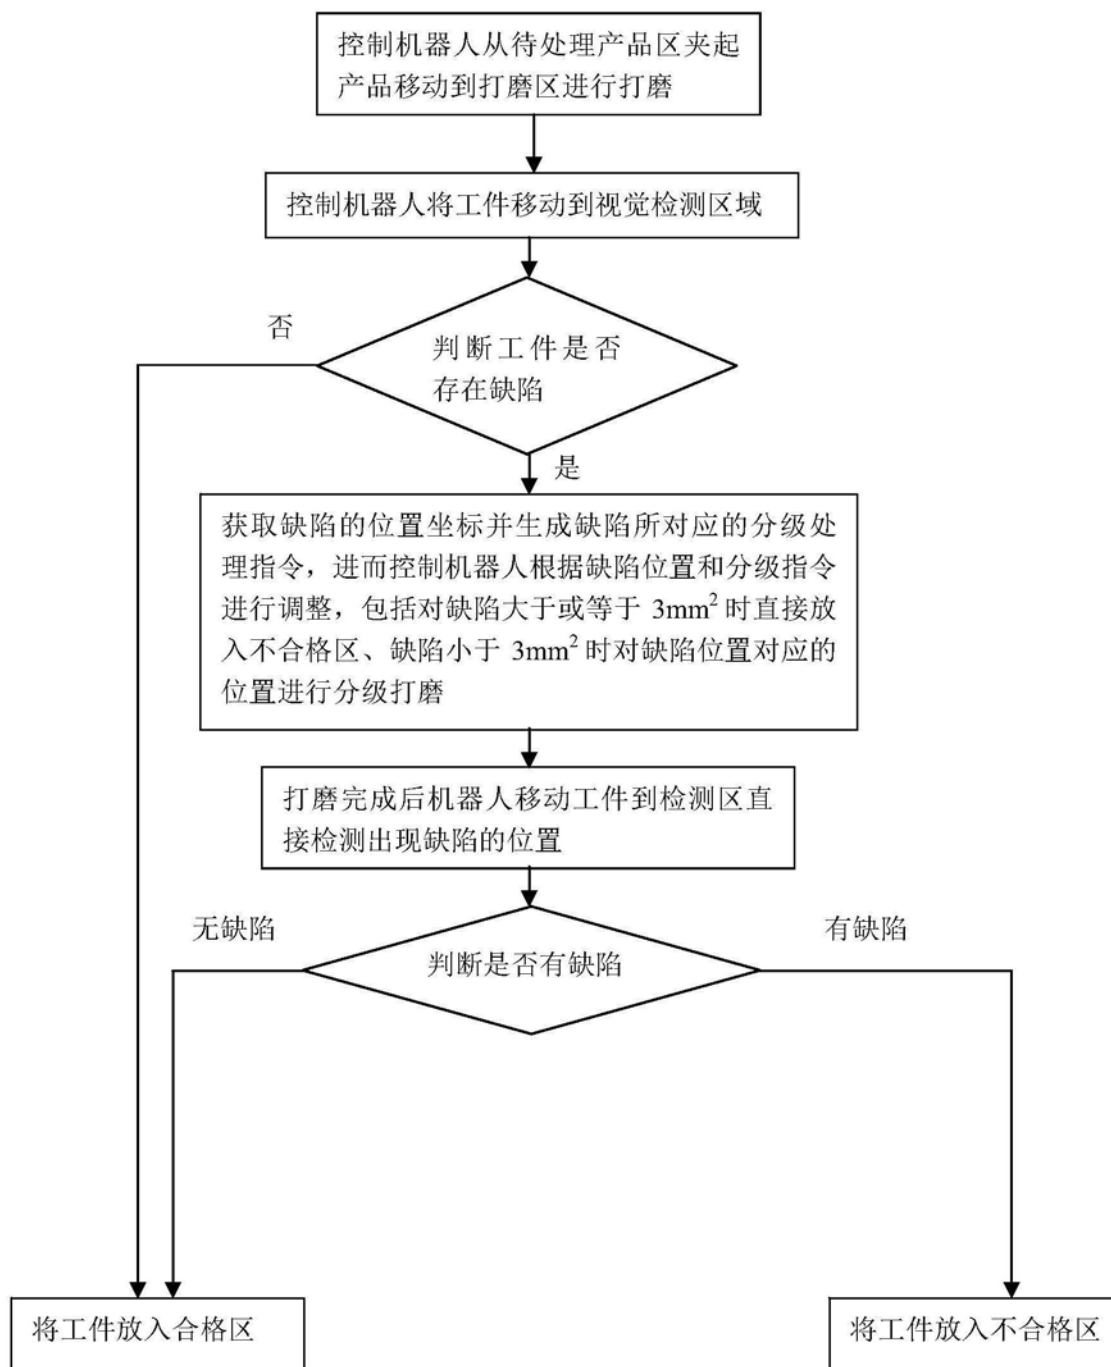 控制机器人从待处理产品区夹起
产品移动到打磨区进行打磨
控制机器人将工件移动到视觉检测区域
否
判断工件是否
存在缺陷
是
获取缺陷的位置坐标并生成缺陷所对应的分级处
理指令，进而控制机器人根据缺陷位置和分级指令
进行调整，包括对缺陷大于或等于 3mm² 时直接放
入不合格区、缺陷小于 3mm² 时对缺陷位置对应的
位置进行分级打磨
打磨完成后机器人移动工件到检测区直
接检测出现缺陷的位置
无缺陷
有缺陷
判断是否有缺陷
将工件放入合格区
将工件放入不合格区